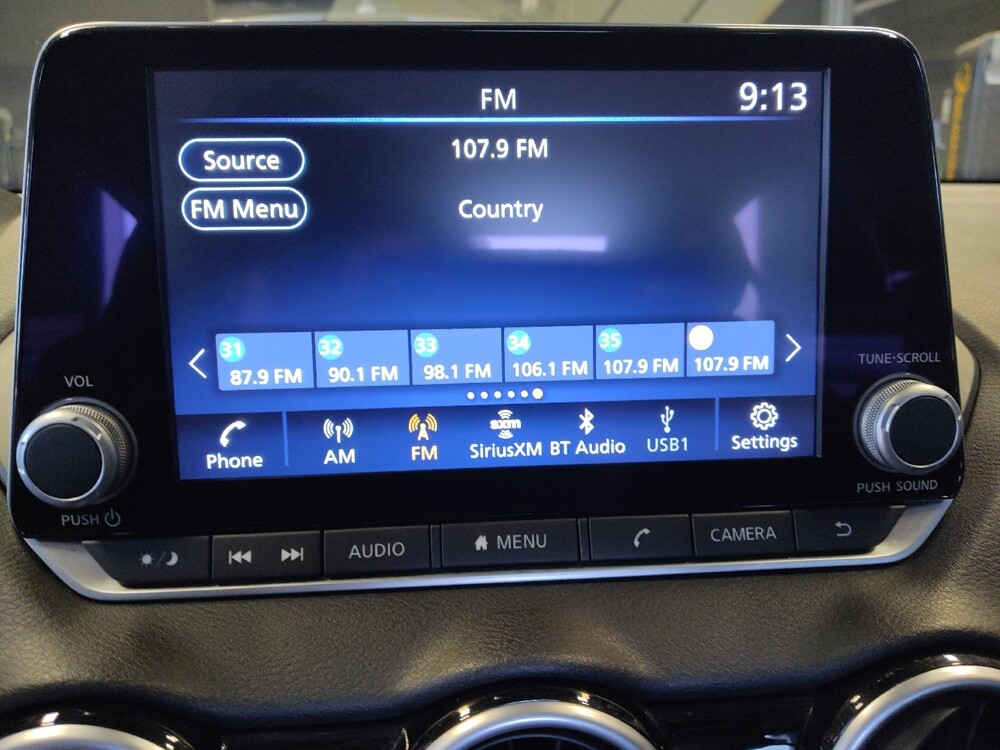 FM
9:13
Source
107.9 FM
FM Menu
Country
31
87.9 FM
32
90.1 FM
33
98.1 FM
34
106.1 FM
35
107.9 FM
107.9 FM
Phone
AM
FM
sxm
SiriusXM
BT Audio
USB1
Settings
VOL
PUSH
TUNE·SCROLL
PUSH SOUND
AUDIO
MENU
CAMERA